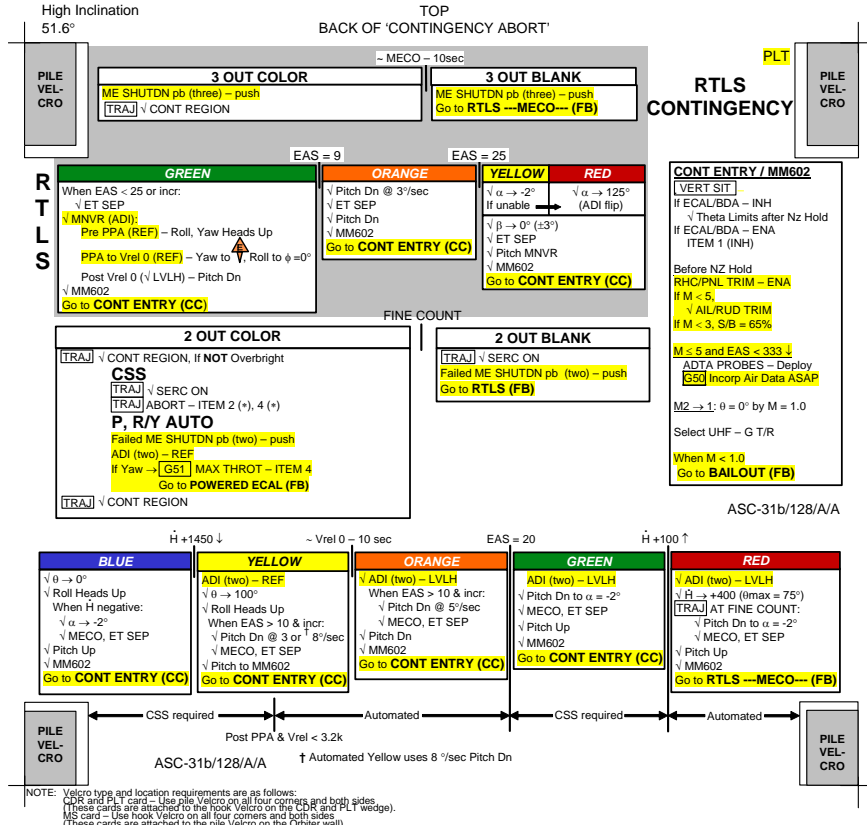 High Inclination
51.6°
TOP
BACK OF 'CONTINGENCY ABORT'
PILE
VEL-
CRO
PLT
PILE
VEL-
CRO
RTLS
CONTINGENCY
~ MECO – 10sec
3 OUT COLOR
ME SHUTDN pb (three) – push
TRAJ √ CONT REGION
3 OUT BLANK
ME SHUTDN pb (three) – push
Go to RTLS ---MECO--- (FB)
RTLS
EAS = 9
EAS = 25
GREEN
When EAS < 25 or incr:
√ ET SEP
√ MNVR (ADI):
Pre PPA (REF) – Roll, Yaw Heads Up
PPA to Vrel 0 (REF) – Yaw to E, Roll to ϕ =0°
Post Vrel 0 (√ LVLH) – Pitch Dn
√ MM602
Go to CONT ENTRY (CC)
ORANGE
√ Pitch Dn @ 3°/sec
√ ET SEP
√ Pitch Dn
√ MM602
Go to CONT ENTRY (CC)
YELLOW
√ α → -2°
If unable
RED
√ α → 125°
(ADI flip)
√ β → 0° (±3°)
√ ET SEP
√ Pitch MNVR
√ MM602
Go to CONT ENTRY (CC)
CONT ENTRY / MM602
VERT SIT
If ECAL/BDA – INH
√ Theta Limits after Nz Hold
If ECAL/BDA – ENA
ITEM 1 (INH)
Before NZ Hold
RHC/PNL TRIM – ENA
If M < 5,
√ AIL/RUD TRIM
If M < 3, S/B = 65%
M ≤ 5 and EAS < 333 ↓
ADTA PROBES – Deploy
G50 Incorp Air Data ASAP
M2 → 1: θ = 0° by M = 1.0
Select UHF – G T/R
When M < 1.0
Go to BAILOUT (FB)
ASC-31b/128/A/A
FINE COUNT
2 OUT COLOR
TRAJ √ CONT REGION, If NOT Overbright
CSS
TRAJ √ SERC ON
TRAJ ABORT – ITEM 2 (∗), 4 (∗)
P, R/Y AUTO
Failed ME SHUTDN pb (two) – push
ADI (two) – REF
If Yaw → G51 MAX THROT – ITEM 4
Go to POWERED ECAL (FB)
TRAJ √ CONT REGION
2 OUT BLANK
TRAJ √ SERC ON
Failed ME SHUTDN pb (two) – push
Go to RTLS (FB)
Ḣ +1450 ↓
~ Vrel 0 – 10 sec
EAS = 20
Ḣ +100 ↑
BLUE
√ θ → 0°
√ Roll Heads Up
When Ḣ negative:
√ α → -2°
√ MECO, ET SEP
√ Pitch Up
√ MM602
Go to CONT ENTRY (CC)
YELLOW
ADI (two) – REF
√ θ → 100°
√ Roll Heads Up
When EAS > 10 & incr:
√ Pitch Dn @ 3 or † 8°/sec
√ MECO, ET SEP
√ Pitch to MM602
Go to CONT ENTRY (CC)
ORANGE
√ ADI (two) – LVLH
When EAS > 10 & incr:
√ Pitch Dn @ 5°/sec
√ MECO, ET SEP
√ Pitch Dn
√ MM602
Go to CONT ENTRY (CC)
GREEN
ADI (two) – LVLH
√ Pitch Dn to α = -2°
√ MECO, ET SEP
√ Pitch Up
√ MM602
Go to CONT ENTRY (CC)
RED
√ ADI (two) – LVLH
√ Ḣ → +400 (θmax = 75°)
TRAJ AT FINE COUNT:
√ Pitch Dn to α = -2°
√ MECO, ET SEP
√ Pitch Up
√ MM602
Go to RTLS ---MECO--- (FB)
PILE
VEL-
CRO
CSS required
Automated
CSS required
Automated
PILE
VEL-
CRO
Post PPA & Vrel < 3.2k
ASC-31b/128/A/A
† Automated Yellow uses 8 °/sec Pitch Dn
NOTE: Velcro type and location requirements are as follows:
CDR and PLT card – Use pile Velcro on all four corners and both sides
(These cards are attached to the hook Velcro on the CDR and PLT wedge).
MS card – Use hook Velcro on all four corners and both sides
(These cards are attached to the pile Velcro on the Orbiter wall)